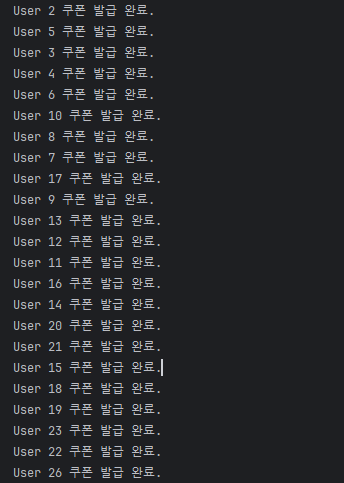 User 2 쿠폰 발급 완료.
User 5 쿠폰 발급 완료.
User 3 쿠폰 발급 완료.
User 4 쿠폰 발급 완료.
User 6 쿠폰 발급 완료.
User 10 쿠폰 발급 완료.
User 8 쿠폰 발급 완료.
User 7 쿠폰 발급 완료.
User 17 쿠폰 발급 완료.
User 9 쿠폰 발급 완료.
User 13 쿠폰 발급 완료.
User 12 쿠폰 발급 완료.
User 11 쿠폰 발급 완료.
User 16 쿠폰 발급 완료.
User 14 쿠폰 발급 완료.
User 20 쿠폰 발급 완료.
User 21 쿠폰 발급 완료.
User 15 쿠폰 발급 완료.
User 18 쿠폰 발급 완료.
User 19 쿠폰 발급 완료.
User 23 쿠폰 발급 완료.
User 22 쿠폰 발급 완료.
User 26 쿠폰 발급 완료.